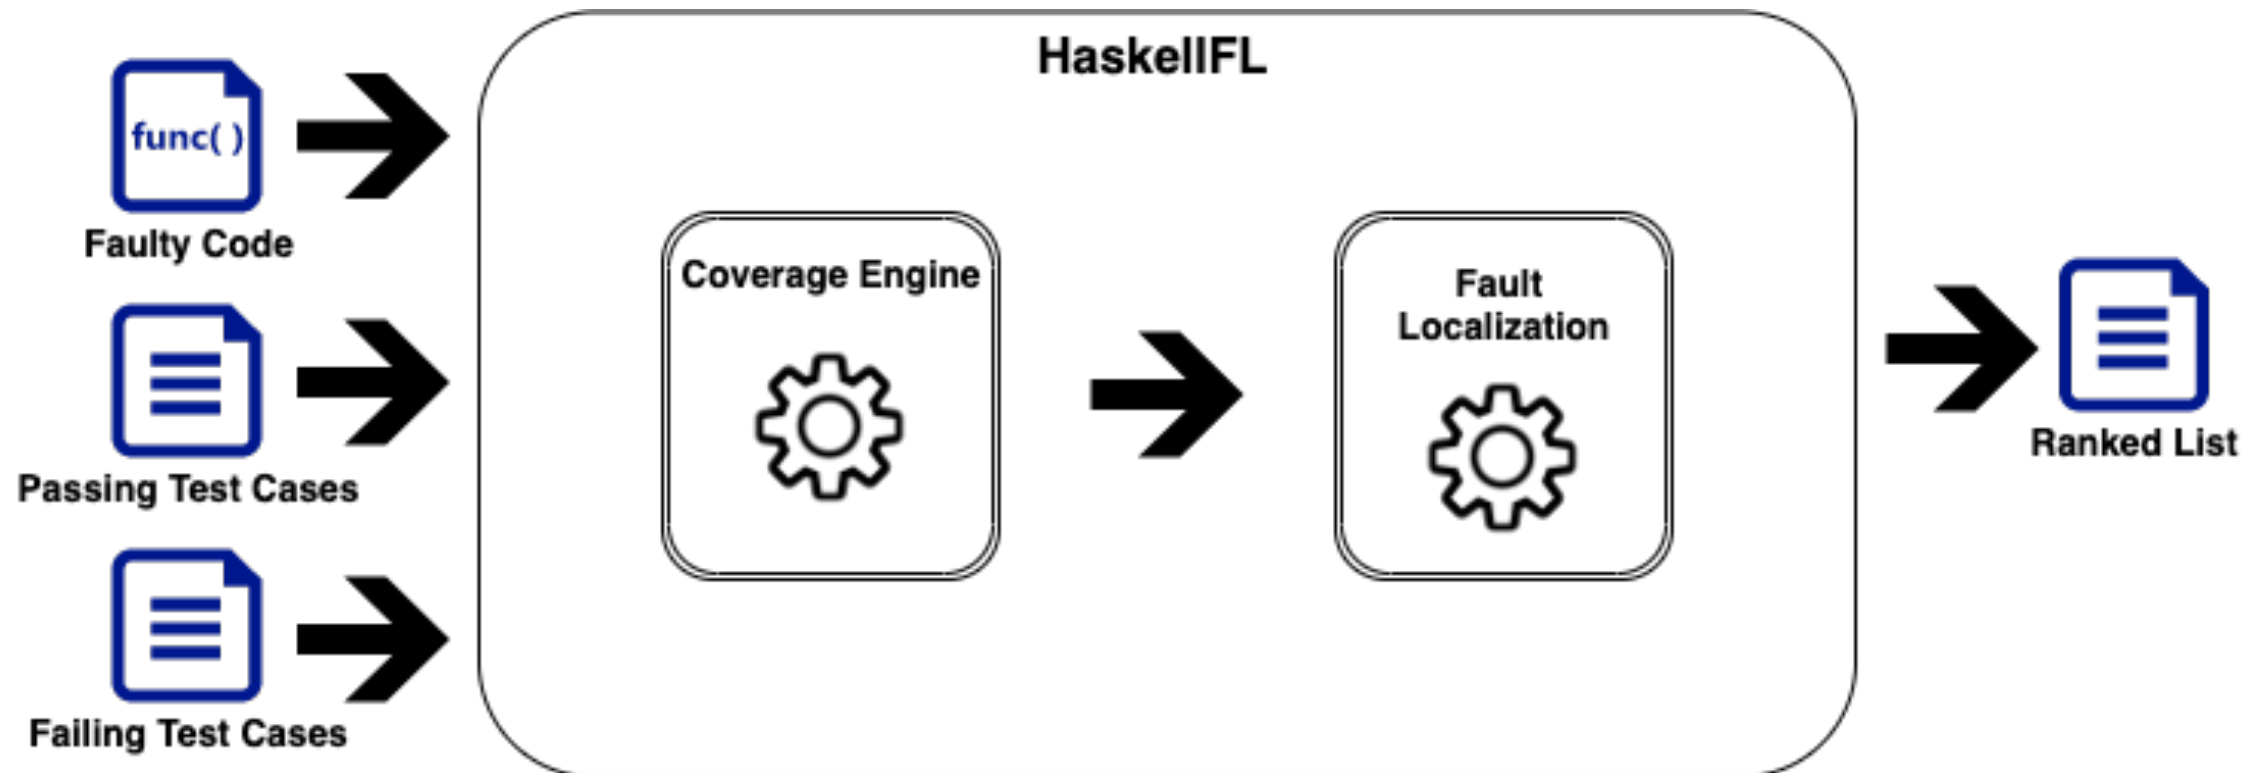 HaskellFL
func( )
Faulty Code
Coverage Engine
Fault
Localization
Passing Test Cases
Ranked List
Failing Test Cases